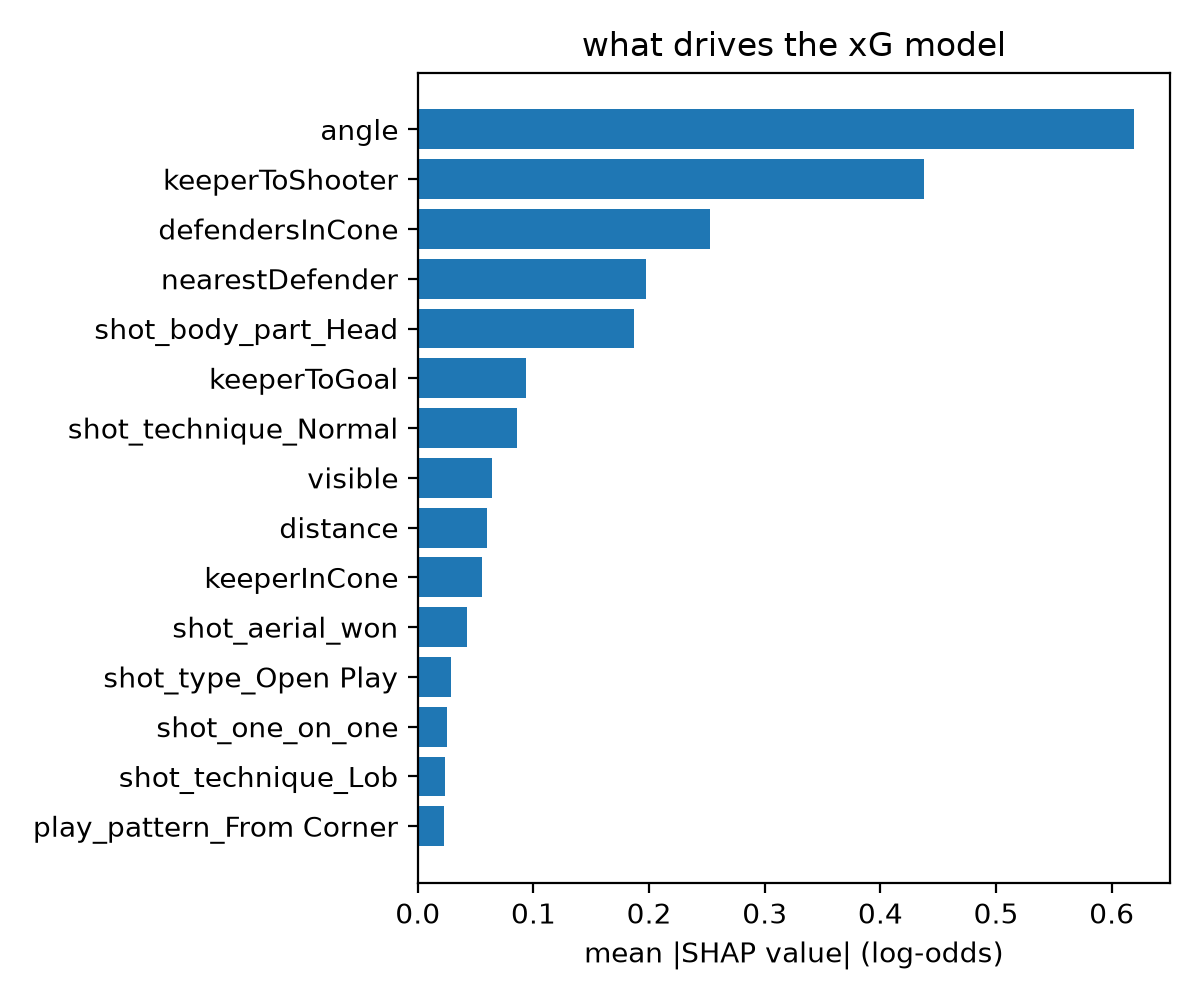 what drives the xG model
angle
keeperToShooter
defendersInCone
nearestDefender
shot_body_part_Head
keeperToGoal
shot_technique_Normal
visible
distance
keeperInCone
shot_aerial_won
shot_type_Open Play
shot_one_on_one
shot_technique_Lob
play_pattern_From Corner
0.0 0.1 0.2 0.3 0.4 0.5 0.6
mean |SHAP value| (log-odds)